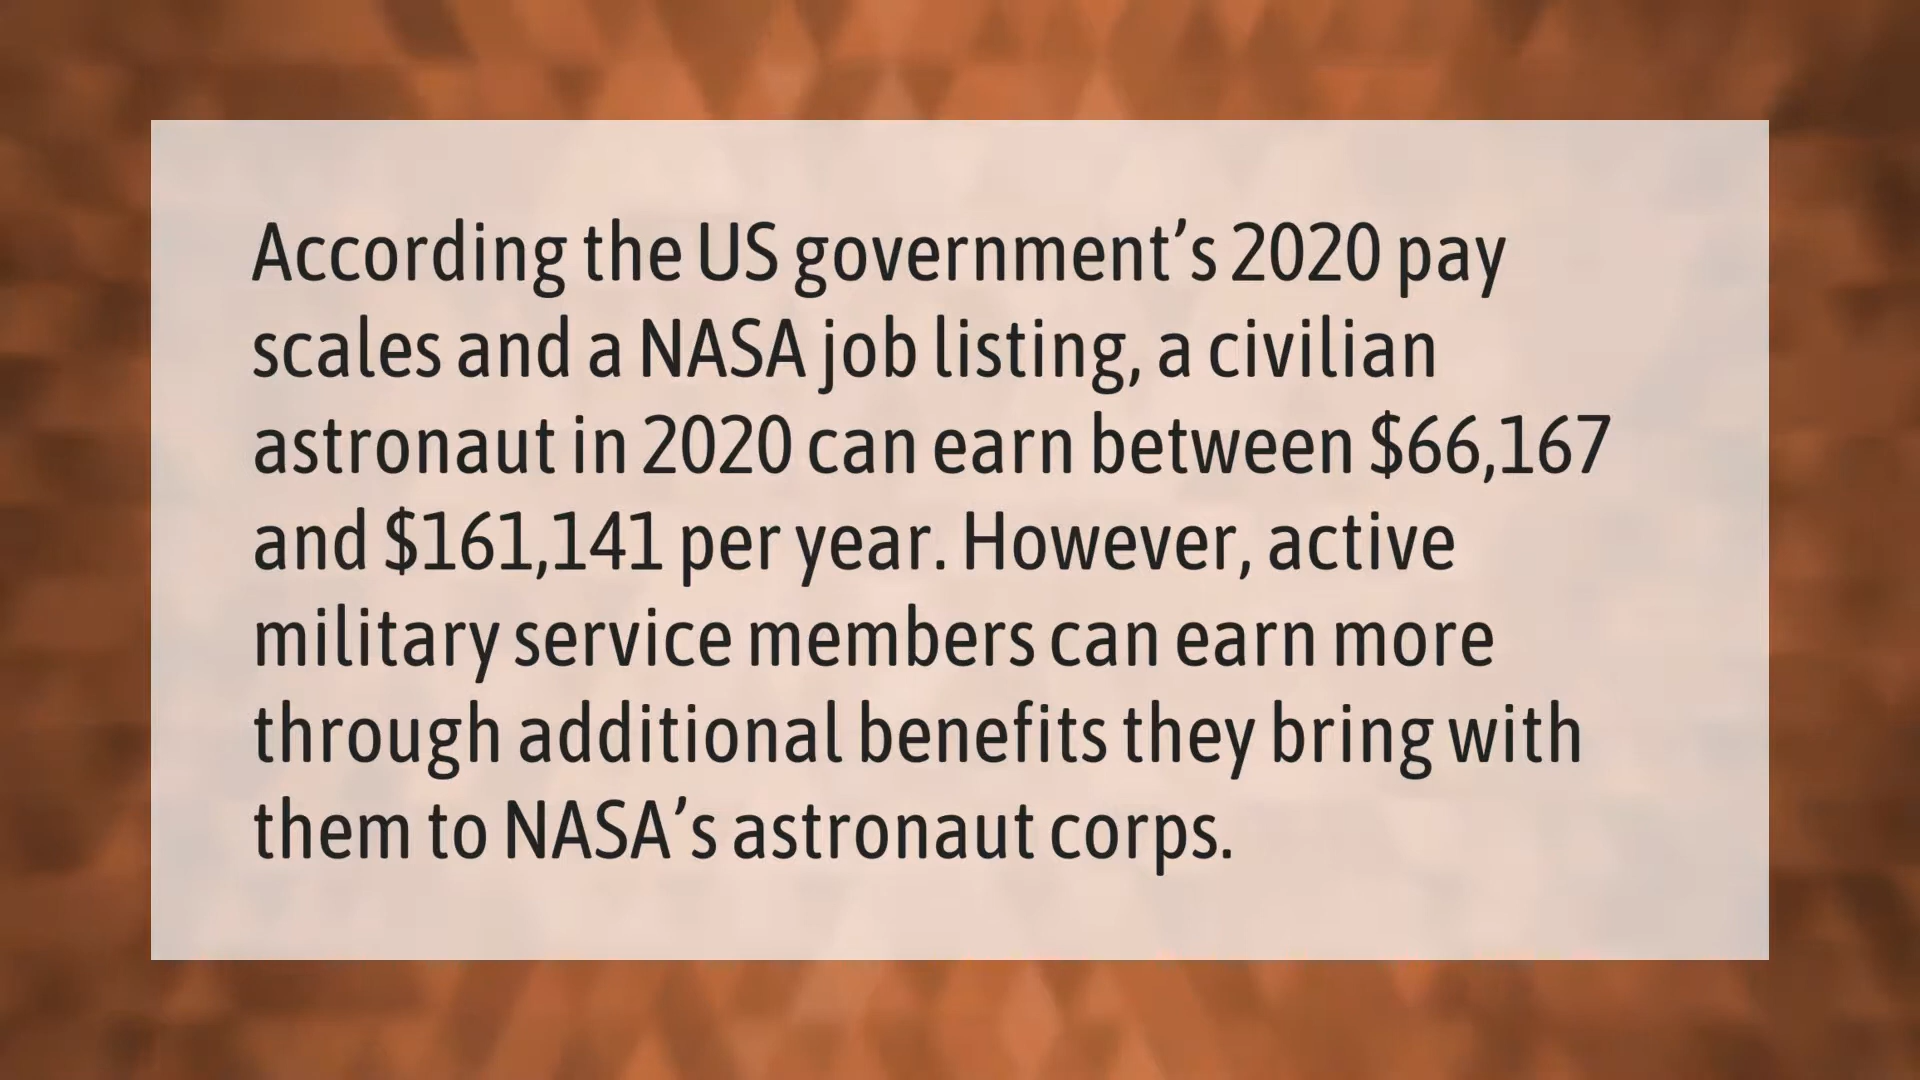 According the US government’s 2020 pay
scales and a NASA job listing, a civilian
astronaut in 2020 can earn between $66,167
and $161,141 per year. However, active
military service members can earn more
through additional benefits they bring with
them to NASA’s astronaut corps.